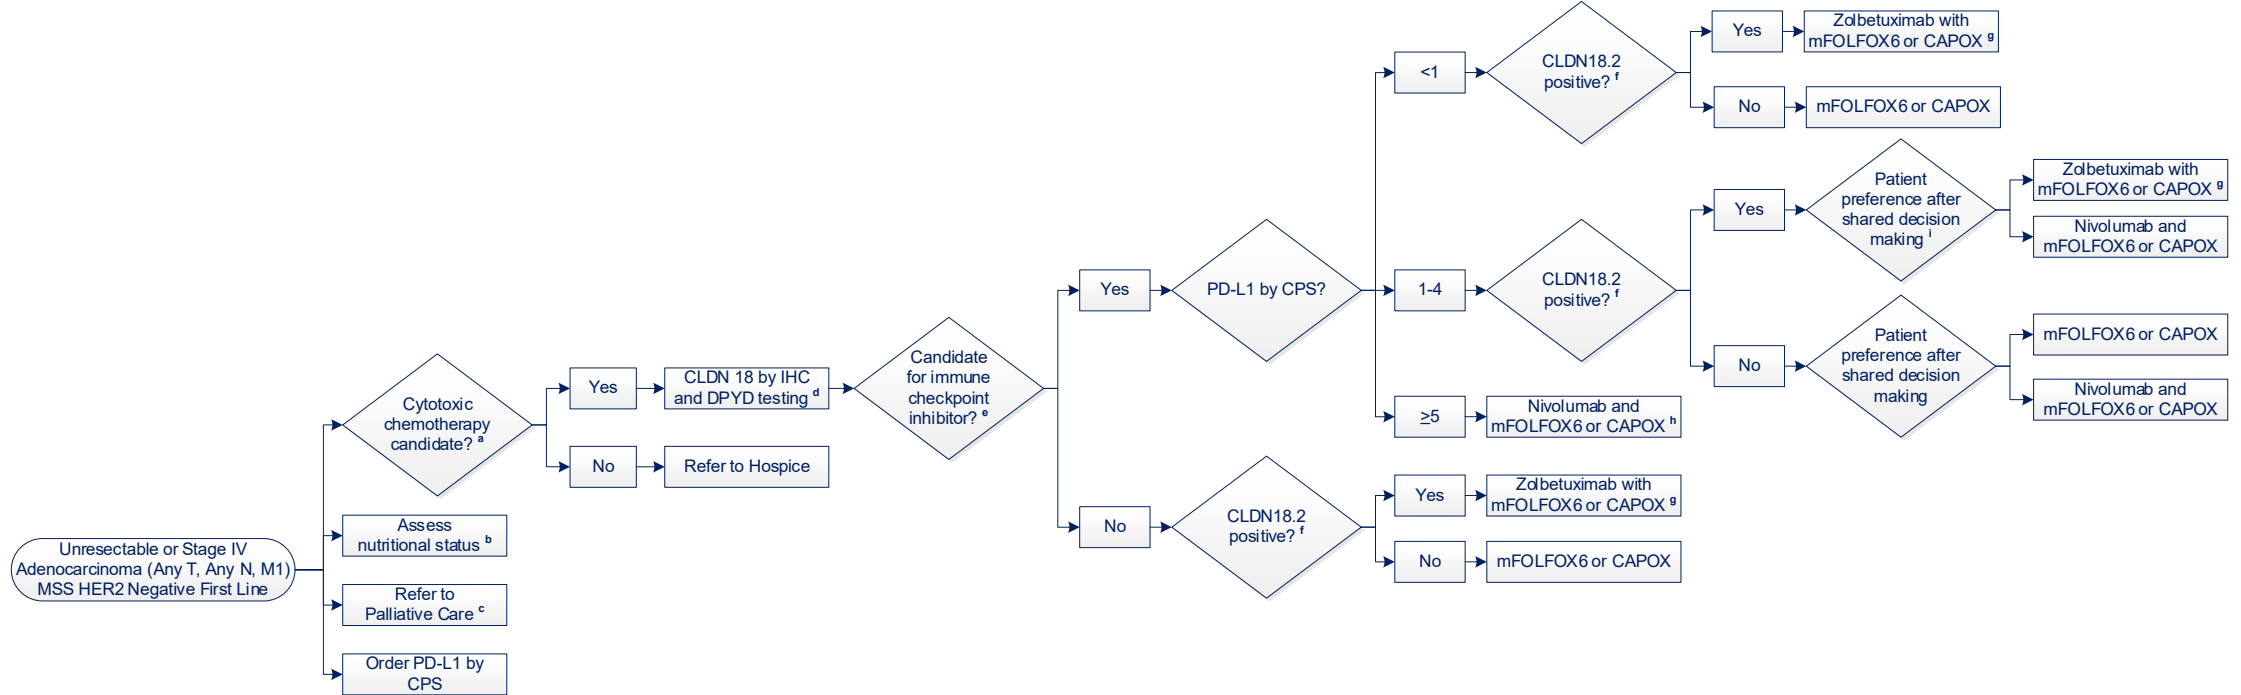 Unresectable or Stage IV
Adenocarcinoma (Any T, Any N, M1)
MSS HER2 Negative First Line
Cytotoxic
chemotherapy
candidate? a
Assess
nutritional status b
Refer to
Palliative Care c
Order PD-L1 by
CPS
Yes
No
CLDN 18 by IHC
and DPYD testing d
Refer to Hospice
Candidate
for immune
checkpoint
inhibitor? e
Yes
No
PD-L1 by CPS?
CLDN18.2
positive? f
<1
1-4
≥5
Yes
No
CLDN18.2
positive? f
CLDN18.2
positive? f
Nivolumab and
mFOLFOX6 or CAPOX h
Zolbetuximab with
mFOLFOX6 or CAPOX g
mFOLFOX6 or CAPOX
Yes
No
Yes
No
Zolbetuximab with
mFOLFOX6 or CAPOX g
mFOLFOX6 or CAPOX
Patient
preference after
shared decision
making i
Patient
preference after
shared decision
making
Zolbetuximab with
mFOLFOX6 or CAPOX g
Nivolumab and
mFOLFOX6 or CAPOX
mFOLFOX6 or CAPOX
Nivolumab and
mFOLFOX6 or CAPOX